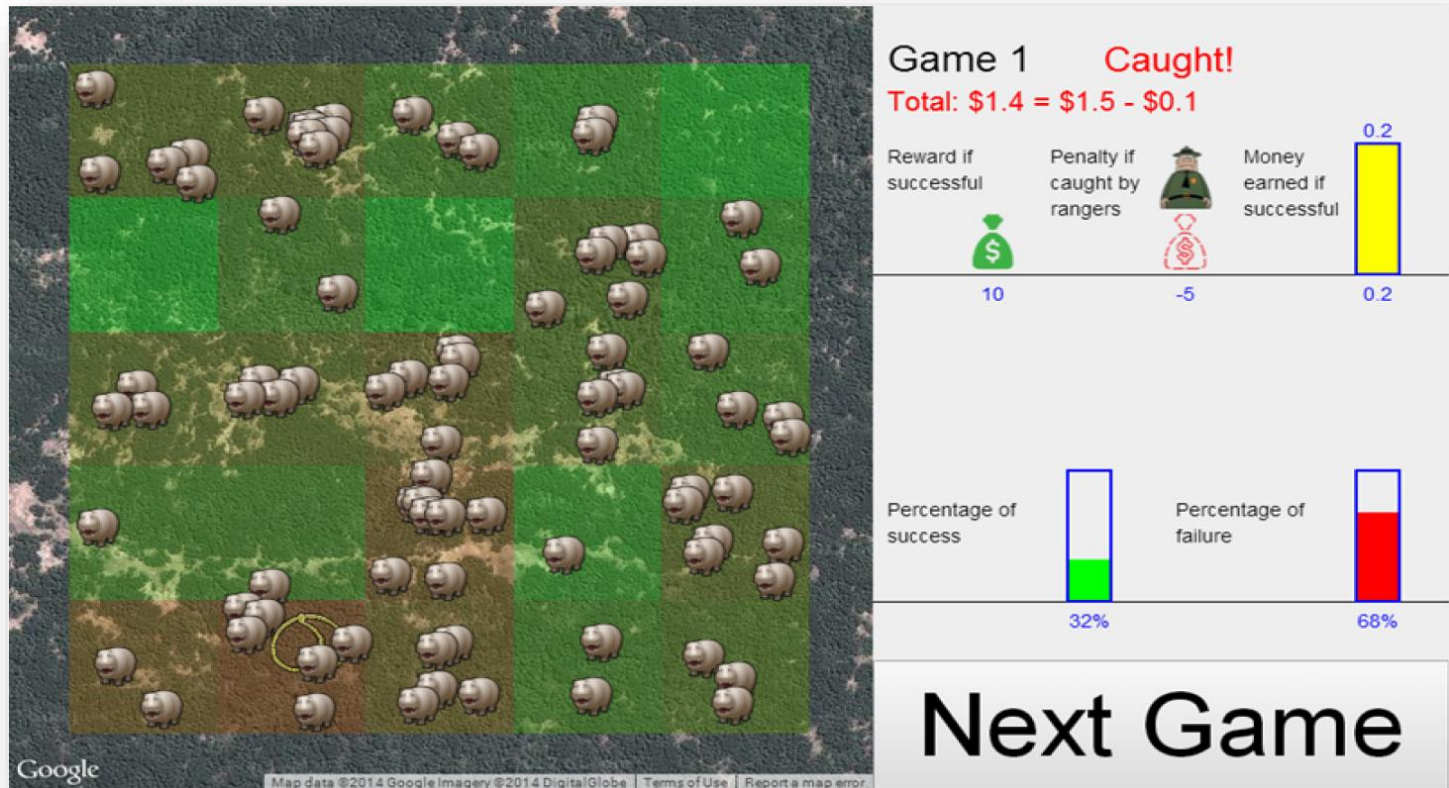 Game 1 Caught!
Total: $1.4 = $1.5 - $0.1
Reward if
successful
Penalty if
caught by
rangers
Money
earned if
successful
0.2
$
$
10
-5
0.2
Percentage of
success
Percentage of
failure
32%
68%
Next Game
Google
Map data ©2014 Google Imagery ©2014 DigitalGlobe
Terms of Use
Report a map error